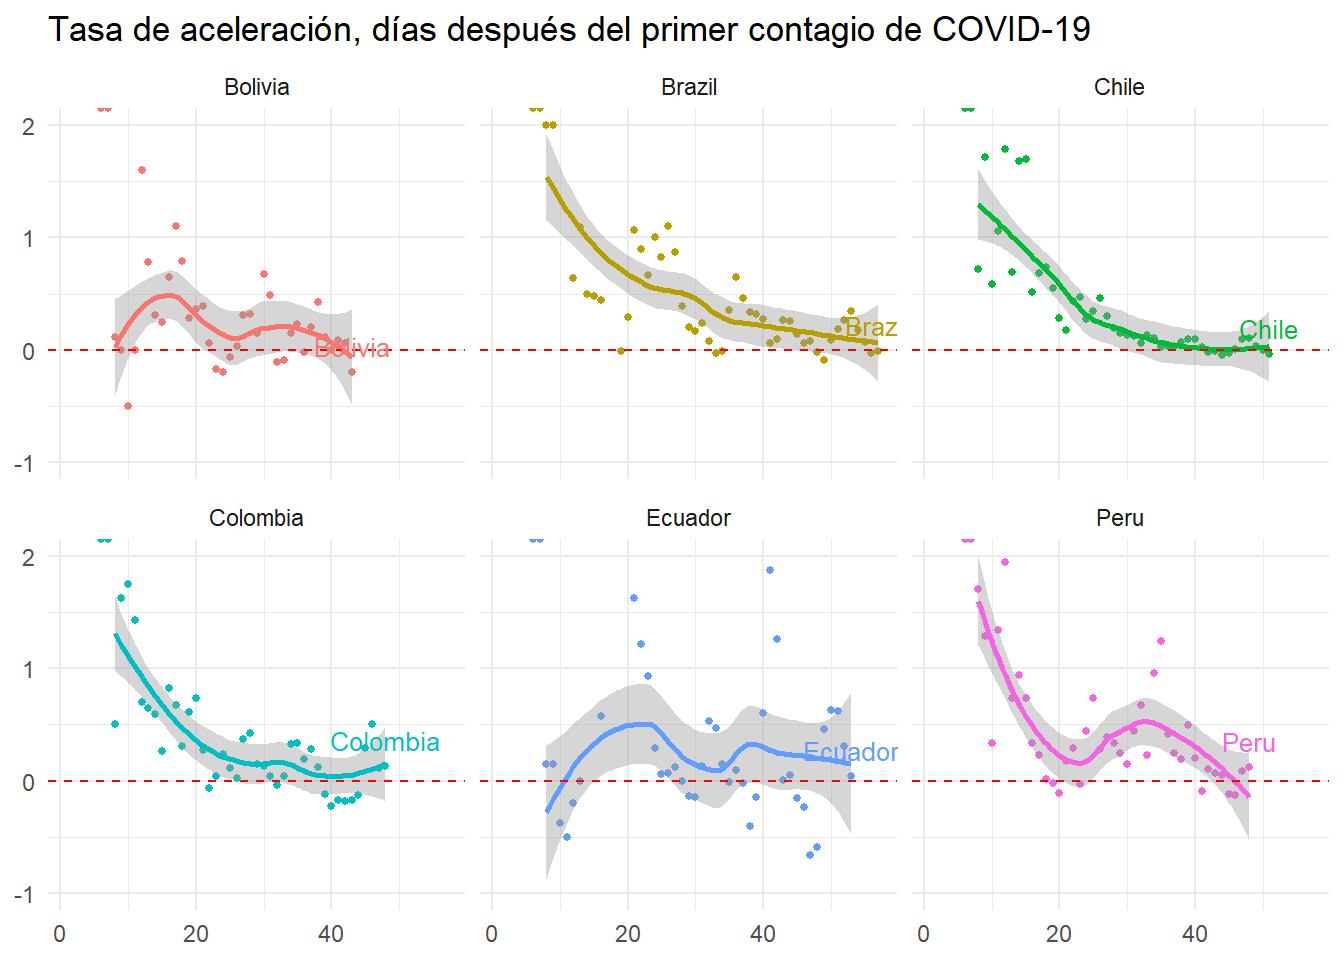 Tasa de aceleración, días después del primer contagio de COVID-19
Bolivia Brazil Chile
2
1
0
-1
Bolivia
Braz
Chile
Colombia Ecuador Peru
2
1
0
-1
Colombia
Ecuador
Peru
0 20 40 0 20 40 0 20 40